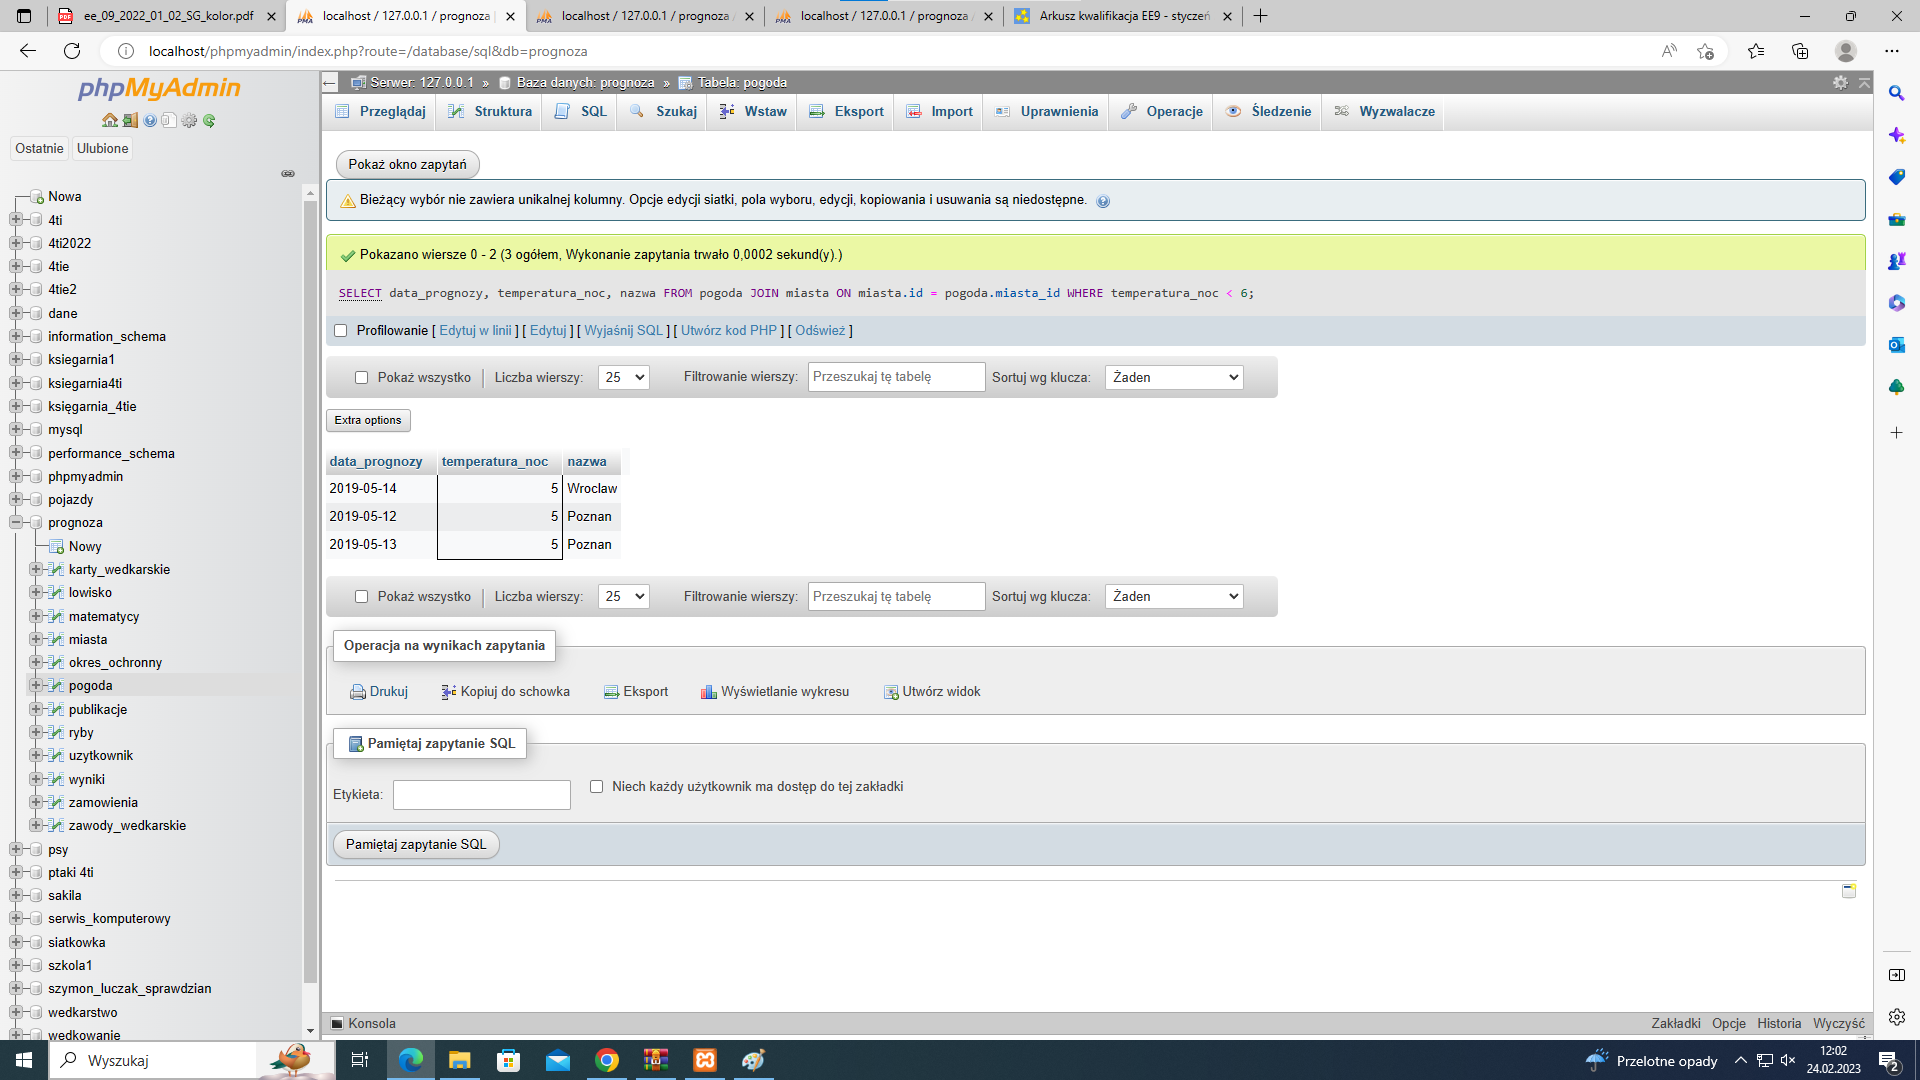 ee_09_2022_01_02_SG_kolor.pdf
localhost / 127.0.0.1 / prognoza
localhost / 127.0.0.1 / prognoza
localhost / 127.0.0.1 / prognoza
Arkusz kwalifikacja EE9 - styczeń
localhost/phpmyadmin/index.php?route=/database/sql&db=prognoza
phpMyAdmin
Ostatnie Ulubione
Nowa
4ti
4ti2022
4tie
4tie2
dane
information_schema
ksiegarnia1
ksiegarnia4ti
księgarnia_4tie
mysql
performance_schema
phpmyadmin
pojazdy
prognoza
Nowy
karty_wedkarskie
lowisko
matematycy
miasta
okres_ochronny
pogoda
publikacje
ryby
uzytkownik
wyniki
zamowienia
zawody_wedkarskie
psy
ptaki 4ti
sakila
serwis_komputerowy
siatkowka
szkola1
szymon_luczak_sprawdzian
wedkarstwo
wedkowanie
Serwer: 127.0.0.1 » Baza danych: prognoza » Tabela: pogoda
Przeglądaj Struktura SQL Szukaj Wstaw Eksport Import Uprawnienia Operacje Śledzenie Wyzwalacze
Pokaż okno zapytań
Bieżący wybór nie zawiera unikalnej kolumny. Opcje edycji siatki, pola wyboru, edycji, kopiowania i usuwania są niedostępne.
Pokazano wiersze 0 - 2 (3 ogółem, Wykonanie zapytania trwało 0,0002 sekund(y).)
SELECT data_prognozy, temperatura_noc, nazwa FROM pogoda JOIN miasta ON miasta.id = pogoda.miasta_id WHERE temperatura_noc < 6;
Profilowanie [ Edytuj w linii ] [ Edytuj ] [ Wyjaśnij SQL ] [ Utwórz kod PHP ] [ Odśwież ]
Pokaż wszystko Liczba wierszy: 25 Filtrowanie wierszy: Przeszukaj tę tabelę Sortuj wg klucza: Żaden
Extra options
data_prognozy temperatura_noc nazwa
2019-05-14 5 Wroclaw
2019-05-12 5 Poznan
2019-05-13 5 Poznan
Pokaż wszystko Liczba wierszy: 25 Filtrowanie wierszy: Przeszukaj tę tabelę Sortuj wg klucza: Żaden
Operacja na wynikach zapytania
Drukuj Kopiuj do schowka Eksport Wyświetlanie wykresu Utwórz widok
Pamiętaj zapytanie SQL
Etykieta: Niech każdy użytkownik ma dostęp do tej zakładki
Pamiętaj zapytanie SQL
Konsola Zakładki Opcje Historia Wyczyść
Wyszukaj
Przelotne opady
12:02
24.02.2023
2